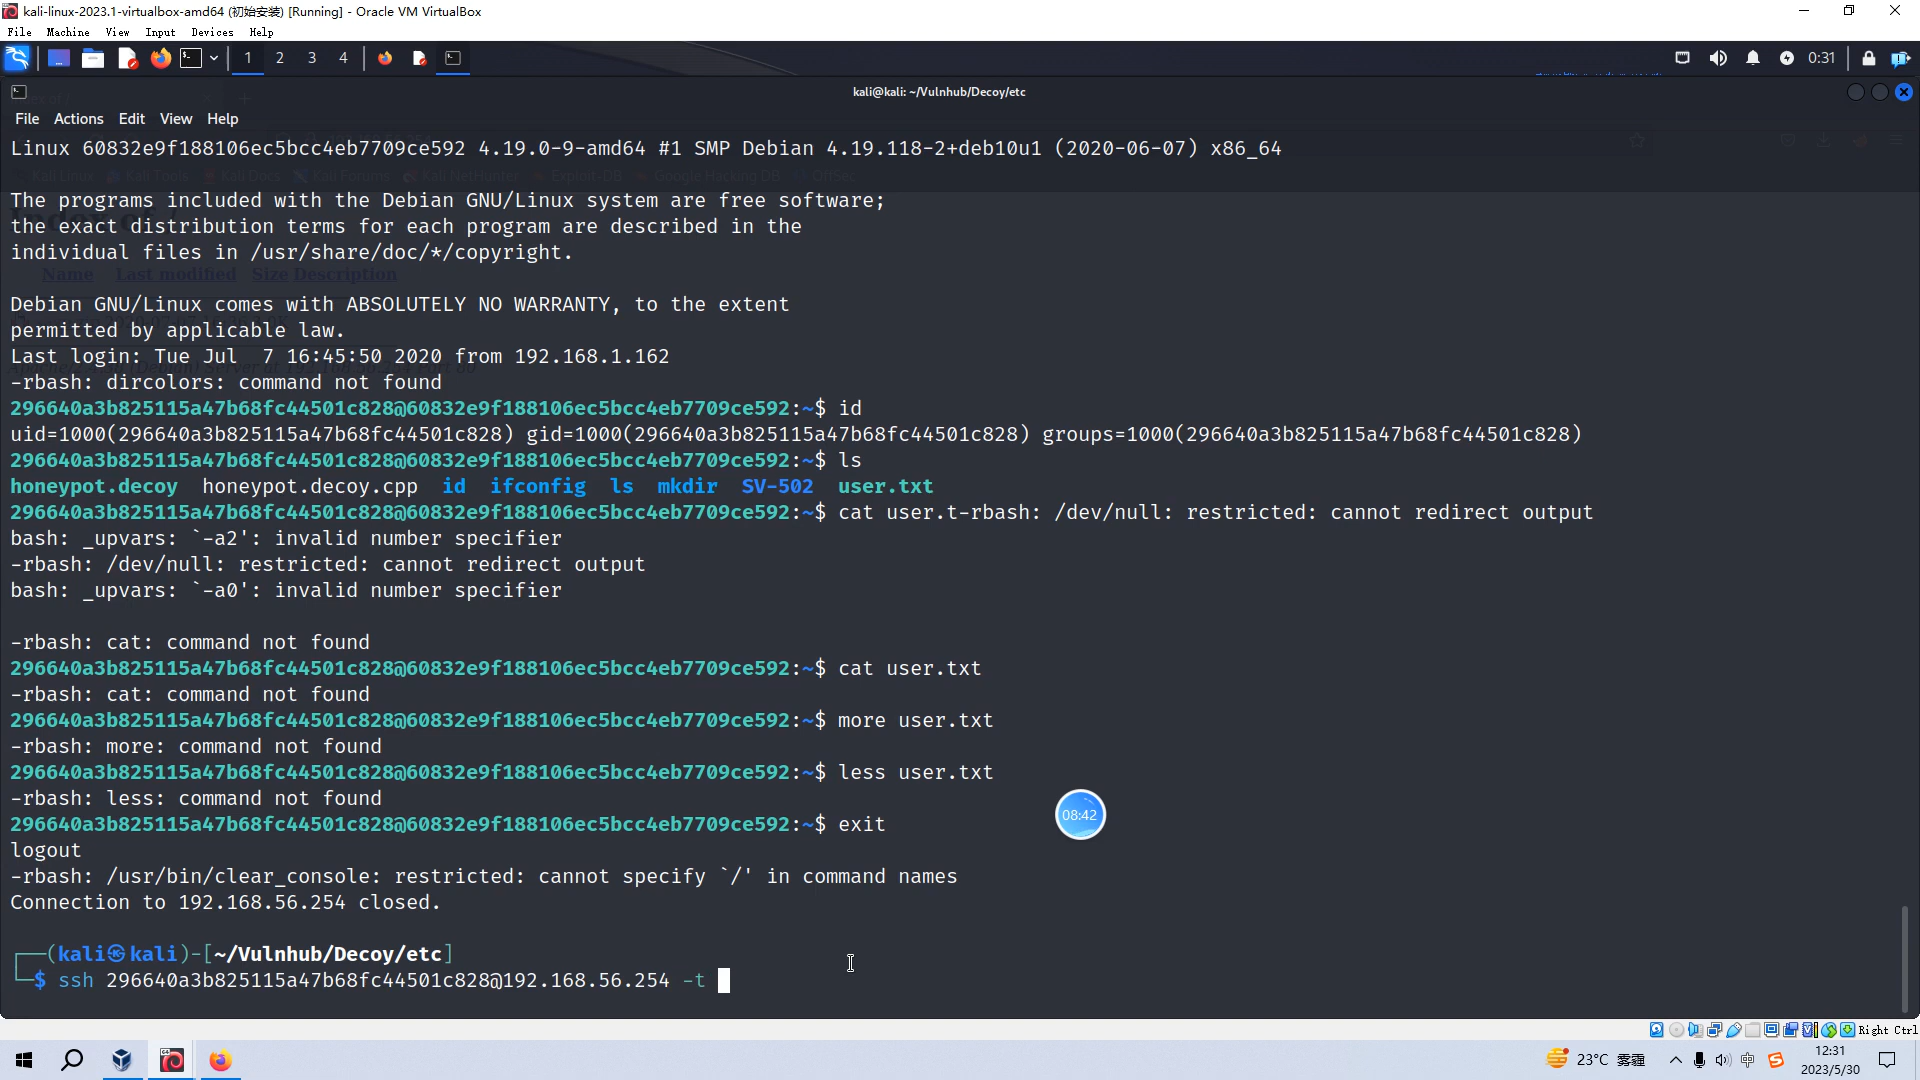 kali-linux-2023.1-virtualbox-amd64 (初始安装) [Running] - Oracle VM VirtualBox
File Machine View Input Devices Help
1 2 3 4 0:31
kali@kali: ~/Vulnhub/Decoy/etc
File Actions Edit View Help
Linux 60832e9f188106ec5bcc4eb7709ce592 4.19.0-9-amd64 #1 SMP Debian 4.19.118-2+deb10u1 (2020-06-07) x86_64
The programs included with the Debian GNU/Linux system are free software;
the exact distribution terms for each program are described in the
individual files in /usr/share/doc/*/copyright.
Name Last modified Size Description
Debian GNU/Linux comes with ABSOLUTELY NO WARRANTY, to the extent
permitted by applicable law.
Last login: Tue Jul  7 16:45:50 2020 from 192.168.1.162
-rbash: dircolors: command not found
296640a3b825115a47b68fc44501c828@60832e9f188106ec5bcc4eb7709ce592:~$ id
uid=1000(296640a3b825115a47b68fc44501c828) gid=1000(296640a3b825115a47b68fc44501c828) groups=1000(296640a3b825115a47b68fc44501c828)
296640a3b825115a47b68fc44501c828@60832e9f188106ec5bcc4eb7709ce592:~$ ls
honeypot.decoy  honeypot.decoy.cpp  id  ifconfig  ls  mkdir  SV-502  user.txt
296640a3b825115a47b68fc44501c828@60832e9f188106ec5bcc4eb7709ce592:~$ cat user.t-rbash: /dev/null: restricted: cannot redirect output
bash: _upvars: `-a2': invalid number specifier
-rbash: /dev/null: restricted: cannot redirect output
bash: _upvars: `-a0': invalid number specifier
-rbash: cat: command not found
296640a3b825115a47b68fc44501c828@60832e9f188106ec5bcc4eb7709ce592:~$ cat user.txt
-rbash: cat: command not found
296640a3b825115a47b68fc44501c828@60832e9f188106ec5bcc4eb7709ce592:~$ more user.txt
-rbash: more: command not found
296640a3b825115a47b68fc44501c828@60832e9f188106ec5bcc4eb7709ce592:~$ less user.txt
-rbash: less: command not found
296640a3b825115a47b68fc44501c828@60832e9f188106ec5bcc4eb7709ce592:~$ exit
08:42
logout
-rbash: /usr/bin/clear_console: restricted: cannot specify `/' in command names
Connection to 192.168.56.254 closed.
┌──(kali㉿kali)-[~/Vulnhub/Decoy/etc]
└─$ ssh 296640a3b825115a47b68fc44501c828@192.168.56.254 -t
Right Ctrl
23°C 雾霾 中 12:31
2023/5/30